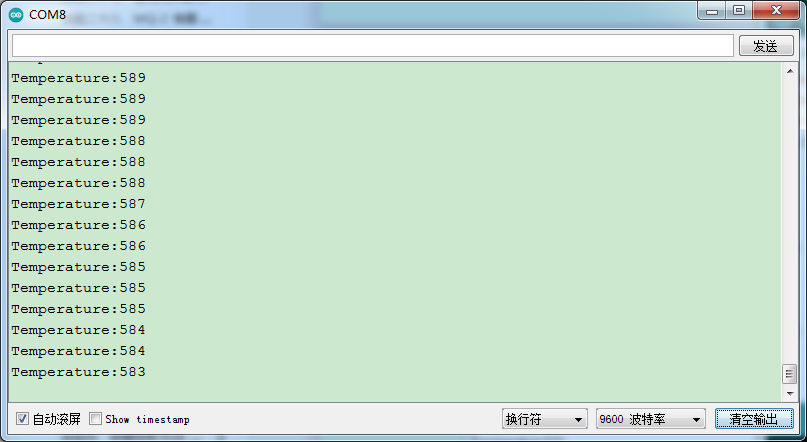 COM8
发送
Temperature:589
Temperature:589
Temperature:589
Temperature:588
Temperature:588
Temperature:588
Temperature:587
Temperature:586
Temperature:586
Temperature:585
Temperature:585
Temperature:585
Temperature:584
Temperature:584
Temperature:583
自动滚屏 Show timestamp 换行符 9600 波特率 清空输出